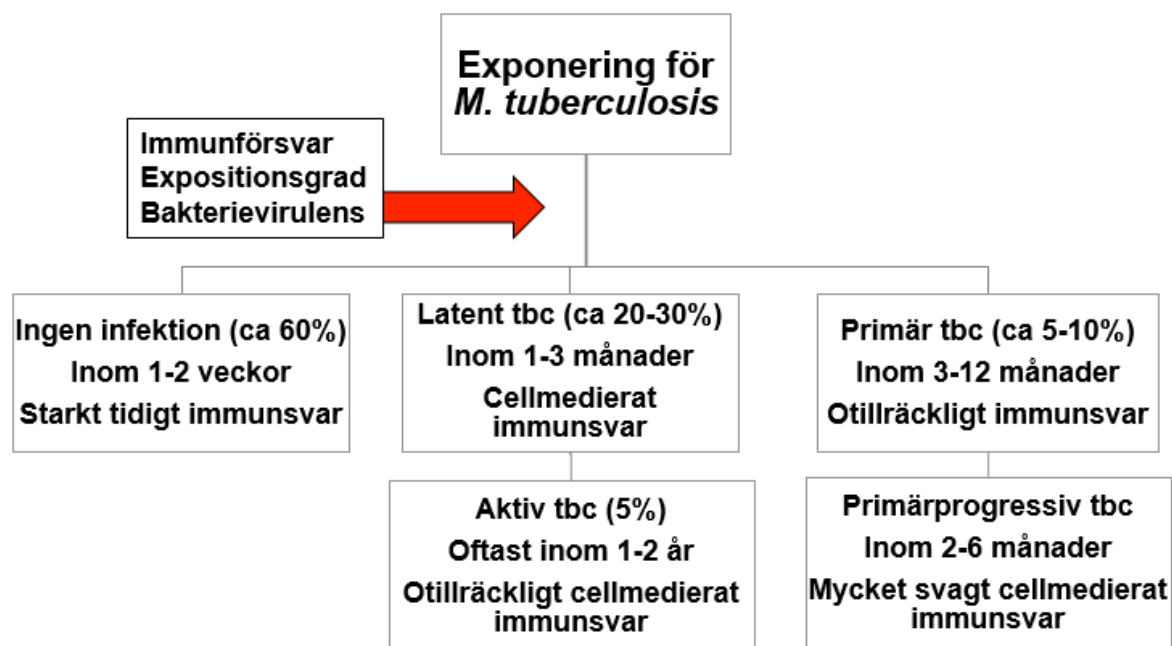 Exponering för
M. tuberculosis
Immunförsvar
Expositionsgrad
Bakterievirulens
Ingen infektion (ca 60%)
Inom 1-2 veckor
Starkt tidigt immunsvar
Latent tbc (ca 20-30%)
Inom 1-3 månader
Cellmedierat
immunsvar
Primär tbc (ca 5-10%)
Inom 3-12 månader
Otillräckligt immunsvar
Aktiv tbc (5%)
Oftast inom 1-2 år
Otillräckligt cellmedierat
immunsvar
Primärprogressiv tbc
Inom 2-6 månader
Mycket svagt cellmedierat
immunsvar